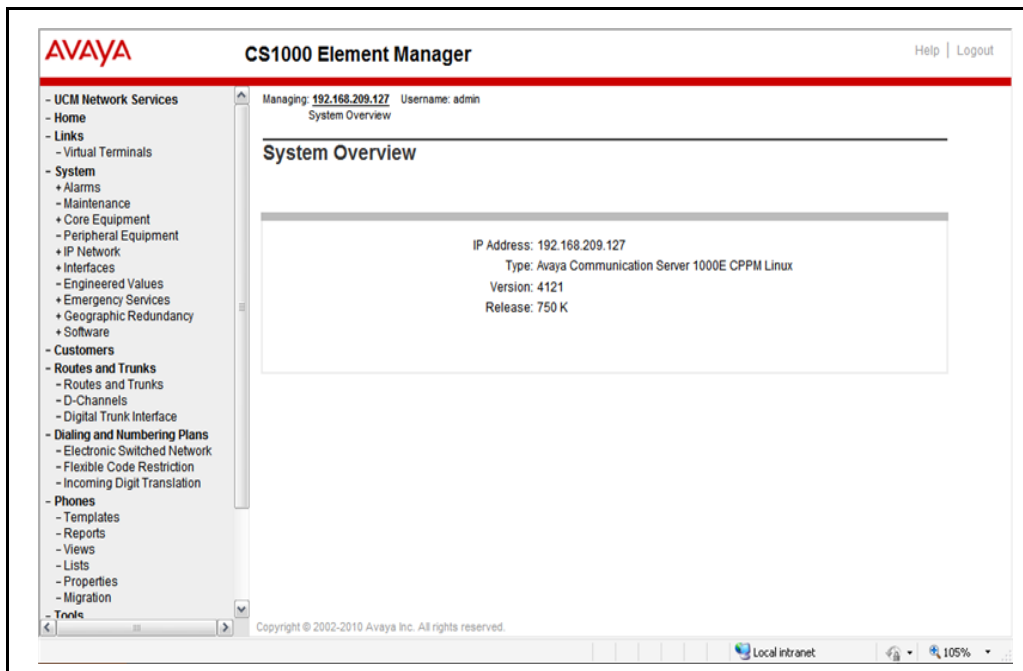 AVAYA
CS1000 Element Manager
Help | Logout
- UCM Network Services
- Home
- Links
- Virtual Terminals
- System
+ Alarms
- Maintenance
+ Core Equipment
- Peripheral Equipment
+ IP Network
+ Interfaces
- Engineered Values
+ Emergency Services
+ Geographic Redundancy
+ Software
- Customers
- Routes and Trunks
- Routes and Trunks
- D-Channels
- Digital Trunk Interface
- Dialing and Numbering Plans
- Electronic Switched Network
- Flexible Code Restriction
- Incoming Digit Translation
- Phones
- Templates
- Reports
- Views
- Lists
- Properties
- Migration
- Tools
Managing: 192.168.209.127 Username: admin
System Overview
System Overview
IP Address: 192.168.209.127
Type: Avaya Communication Server 1000E CPPM Linux
Version: 4121
Release: 750 K
Copyright © 2002-2010 Avaya Inc. All rights reserved.
Local intranet
105%